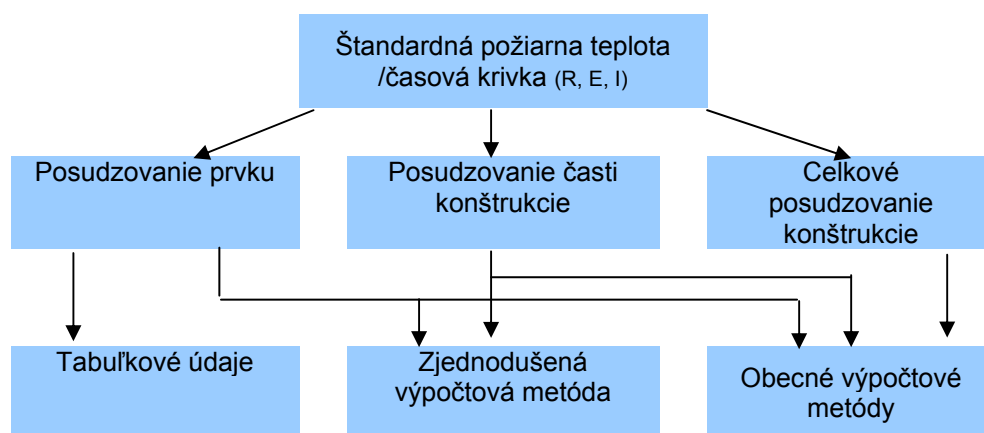 Štandardná požiarna teplota
/časová krivka (R, E, I)
Posudzovanie prvku
Posudzovanie časti
konštrukcie
Celkové
posudzovanie
konštrukcie
Tabuľkové údaje
Zjednodušená
výpočtová metóda
Obecné výpočtové
metódy